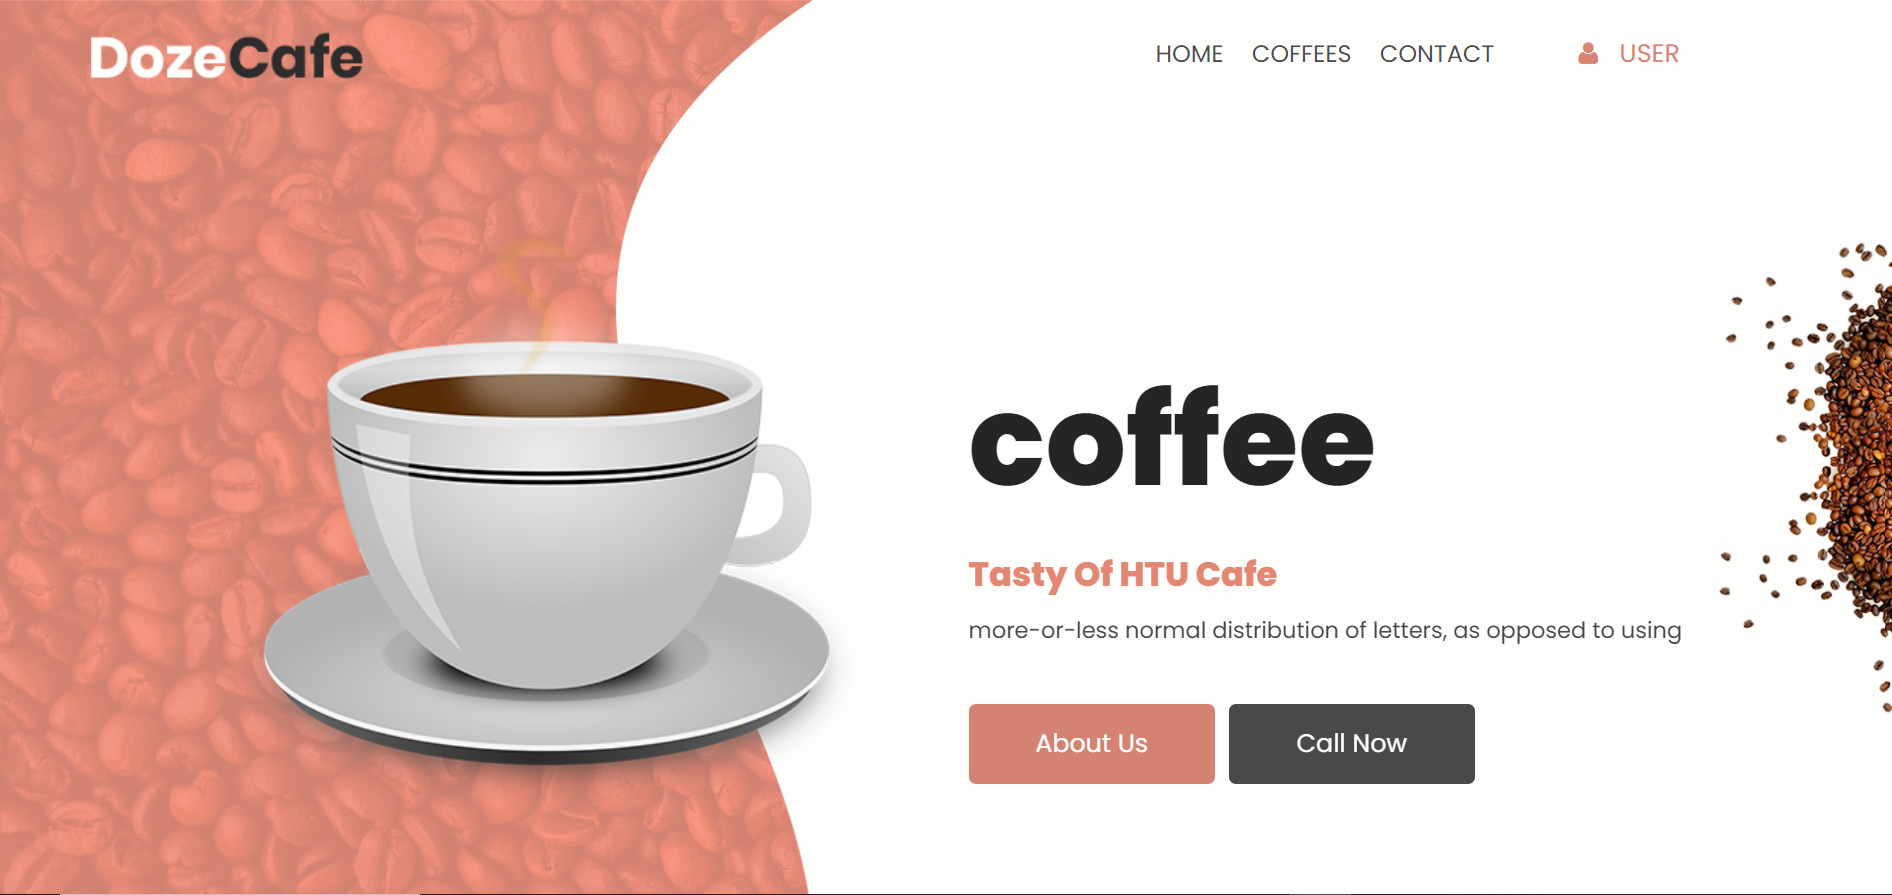 DozeCafe
HOME COFFEES CONTACT USER
coffee
Tasty Of HTU Cafe
more-or-less normal distribution of letters, as opposed to using
About Us Call Now